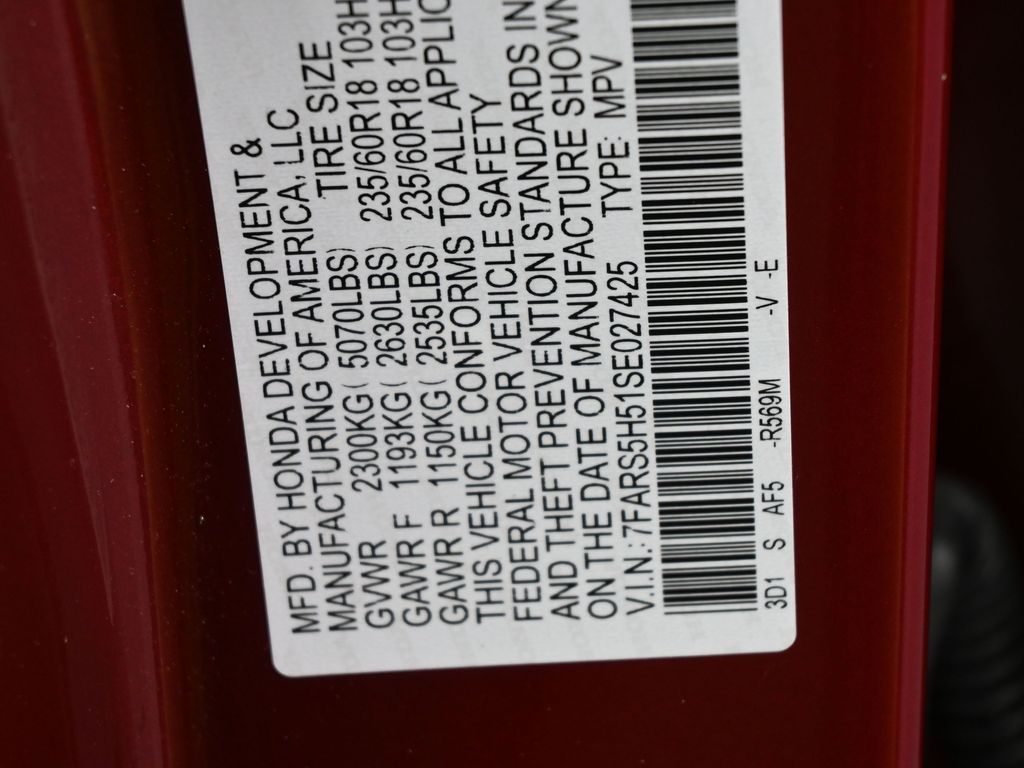 MFD. BY HONDA DEVELOPMENT &
MANUFACTURING OF AMERICA, LLC
TIRE SIZE
GVWR 2300KG( 5070LBS) 235/60R18 103H
GAWR F 1193KG( 2630LBS) 235/60R18 103H
GAWR R 1150KG( 2535LBS)
THIS VEHICLE CONFORMS TO ALL APPLIC
FEDERAL MOTOR VEHICLE SAFETY
AND THEFT PREVENTION STANDARDS IN
ON THE DATE OF MANUFACTURE SHOWN
V.I.N.: 7FARS5H51SE027425 TYPE: MPV
3D1 S AF5 -R569M -V -E